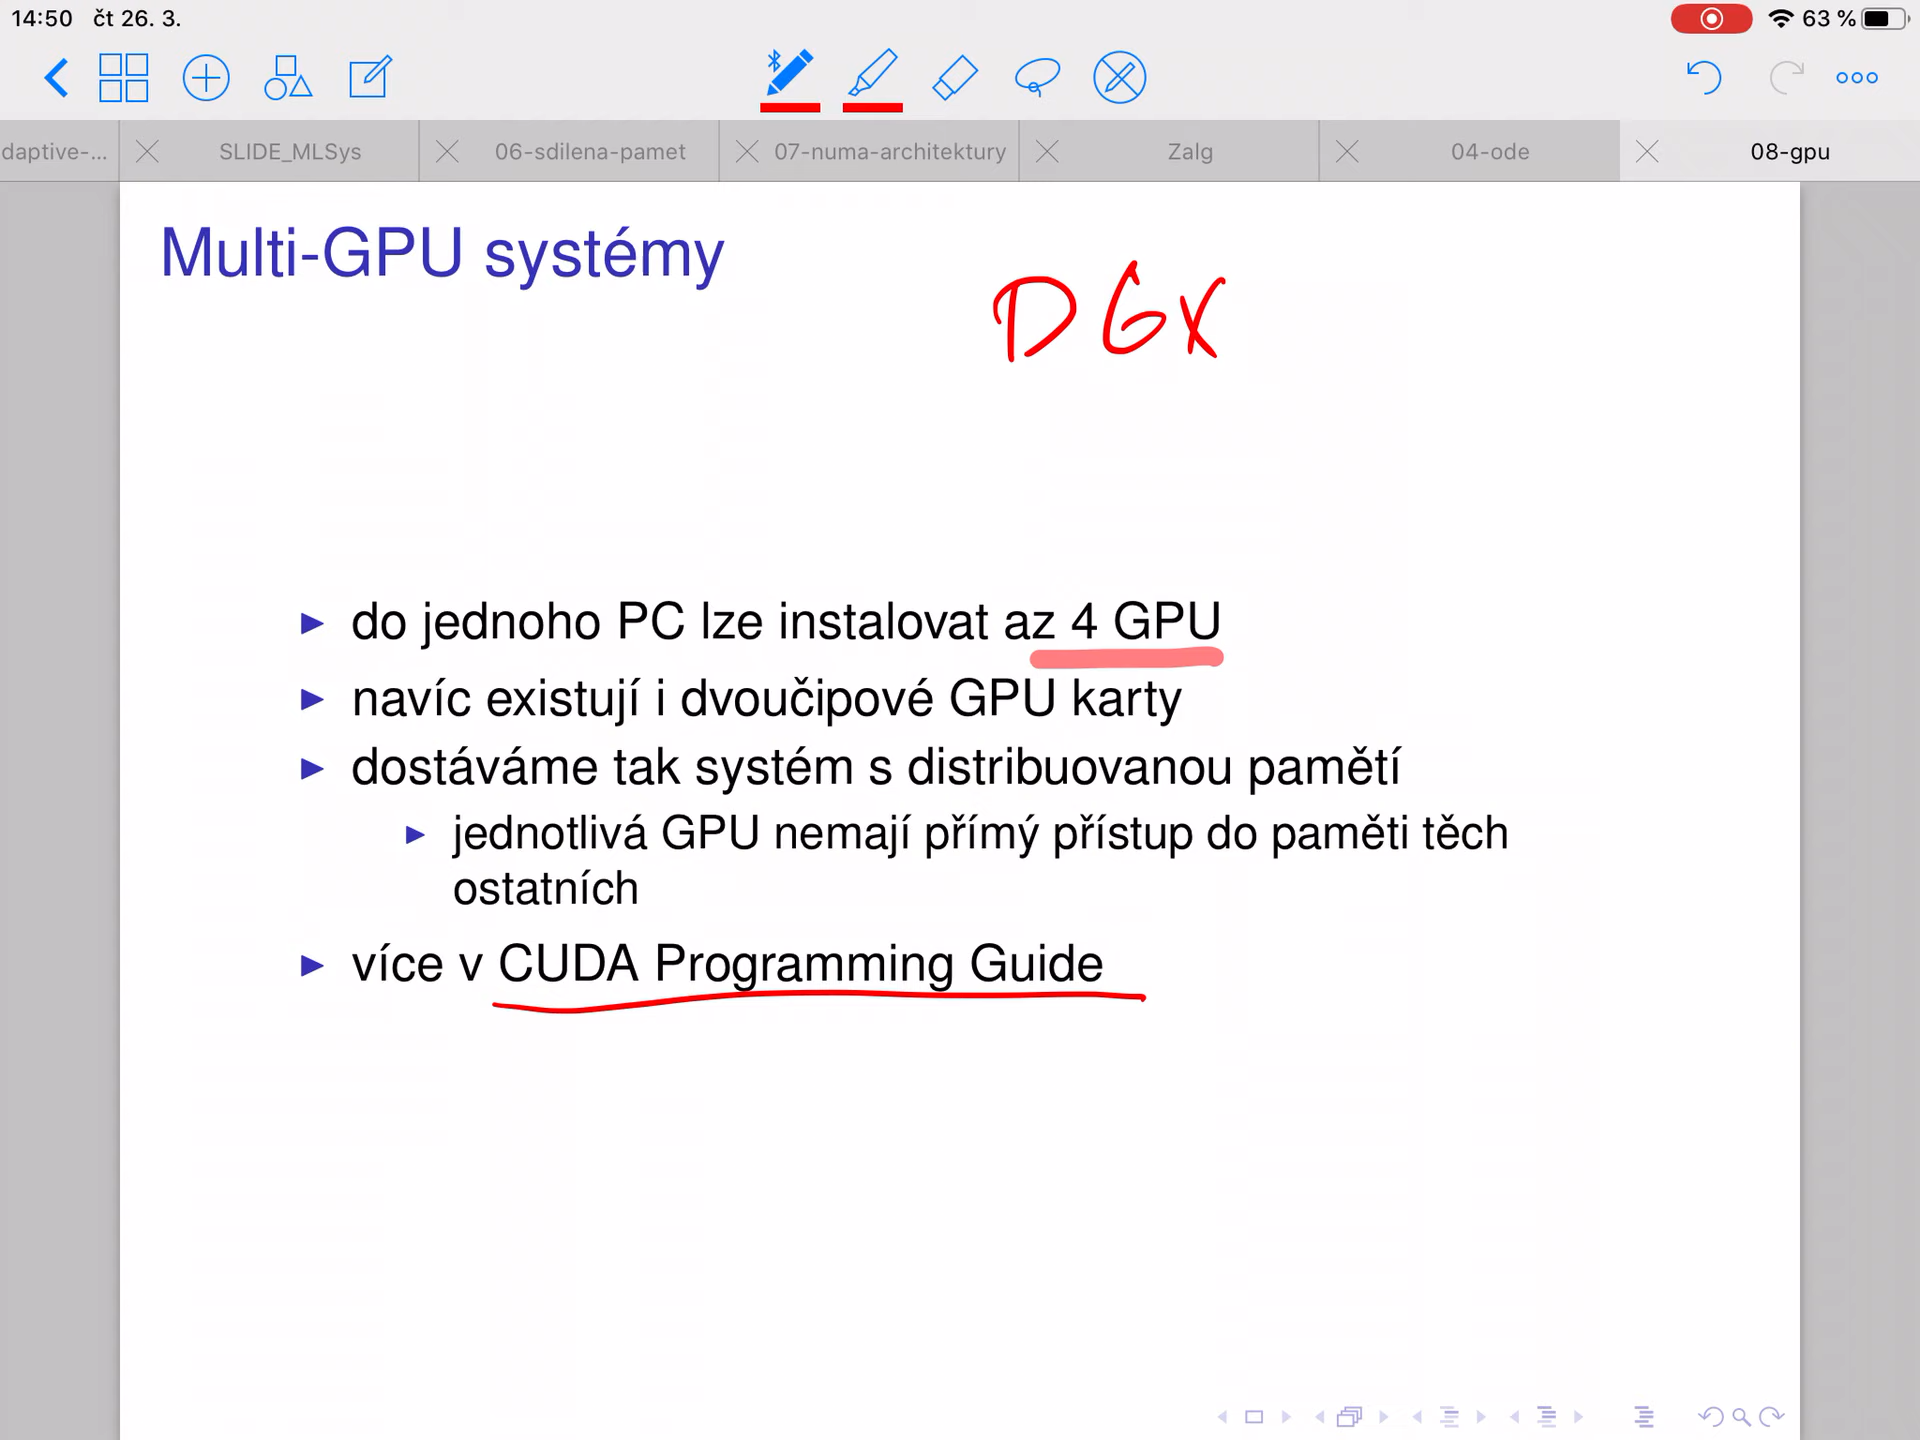 14:50 čt 26. 3. 63 %
daptive-... SLIDE_MLSys 06-sdilena-pamet 07-numa-architektury Zalg 04-ode 08-gpu
Multi-GPU systémy
DGX
do jednoho PC lze instalovat az 4 GPU
navíc existují i dvoučipové GPU karty
dostáváme tak systém s distribuovanou pamětí
jednotlivá GPU nemají přímý přístup do paměti těch
ostatních
více v CUDA Programming Guide